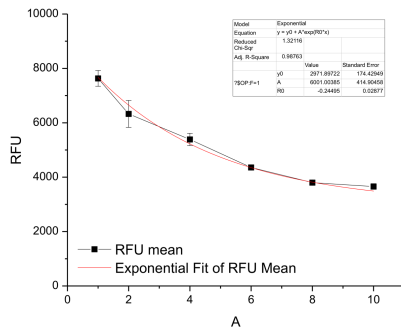 10000
8000
6000
4000
2000
0
RFU
Model Exponential
Equation y = y0 + A*exp(R0*x)
Reduced Chi-Sqr 1.32116
Adj. R-Square 0.98763
Value Standard Error
?$OP:F=1 y0 2971.89722 174.42949
A 6001.00385 414.90458
R0 -0.24495 0.02877
RFU mean
Exponential Fit of RFU Mean
0 2 4 6 8 10
A